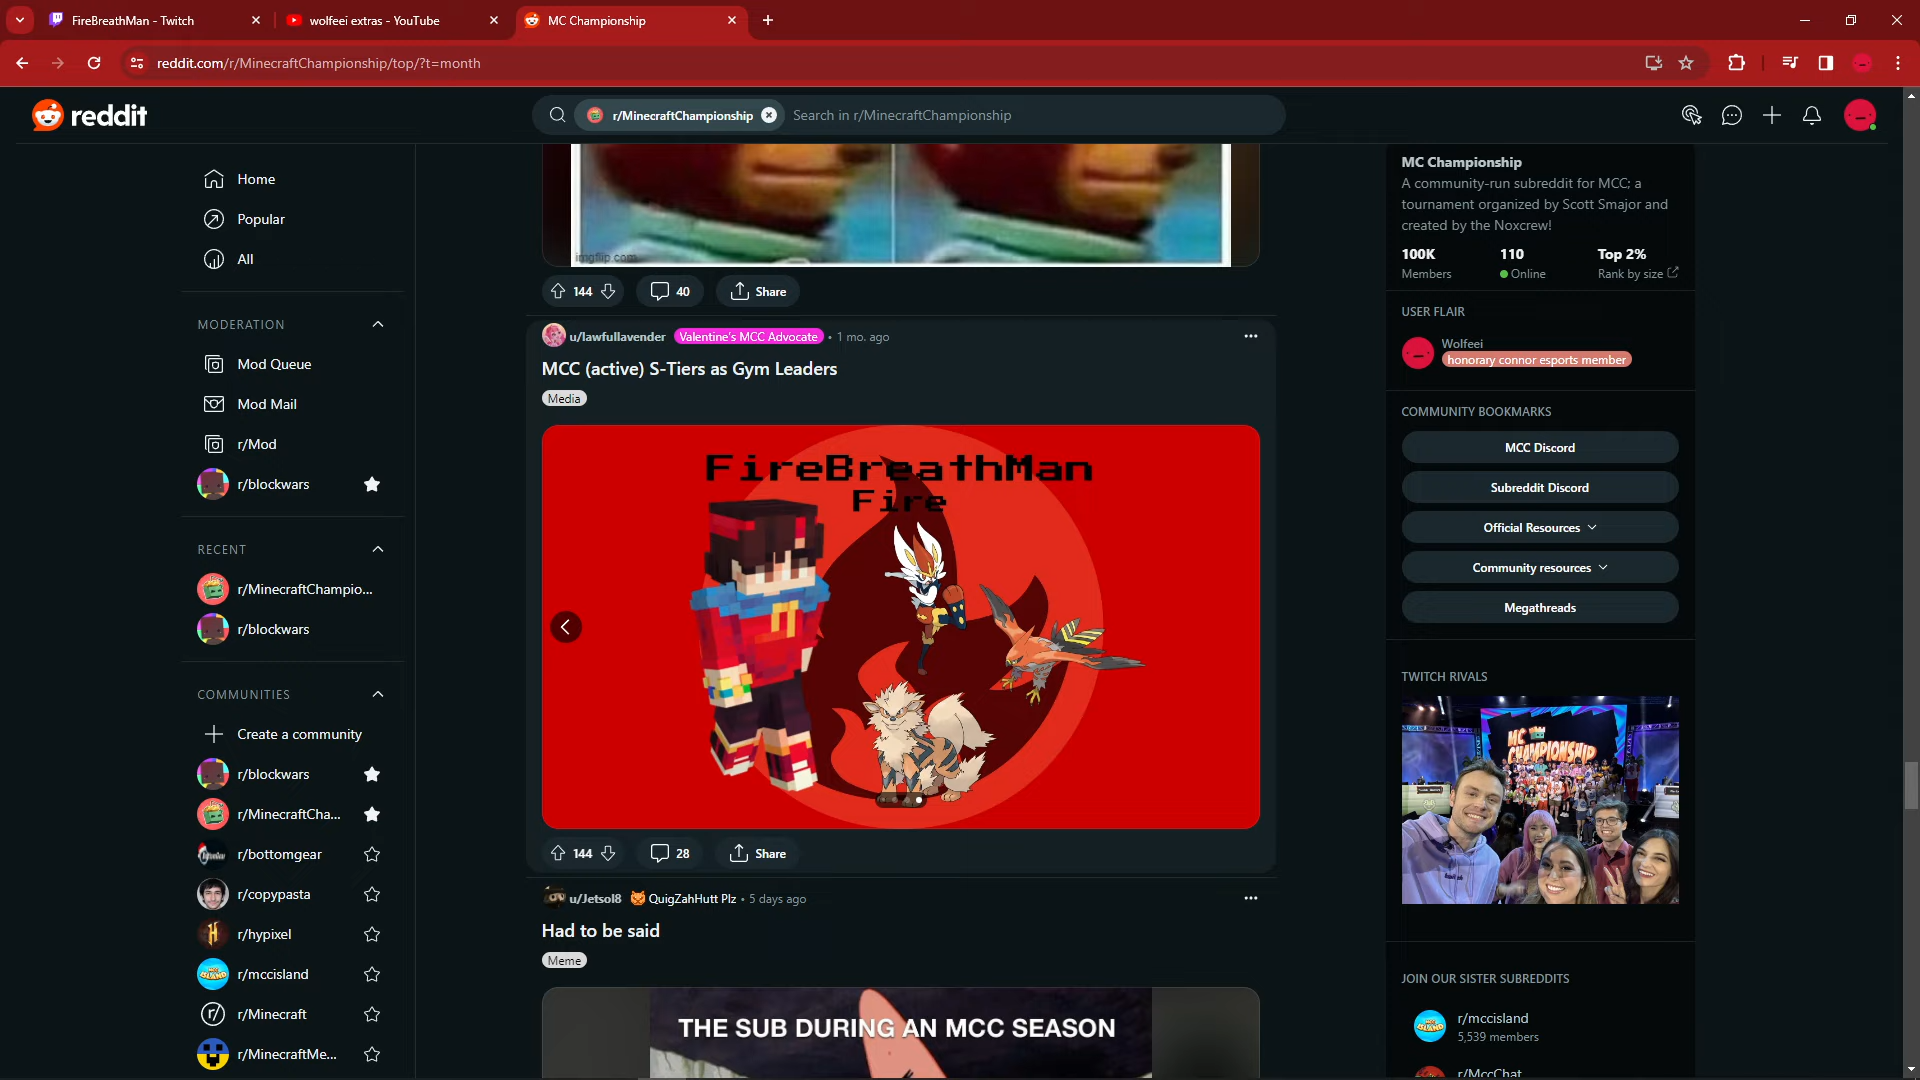 FireBreathMan - Twitch
wolfeei extras - YouTube
MC Championship
reddit.com/r/MinecraftChampionship/top/?t=month
reddit
r/MinecraftChampionship
Search in r/MinecraftChampionship
Home
Popular
All
MODERATION
Mod Queue
Mod Mail
r/Mod
r/blockwars
RECENT
r/MinecraftChampio...
r/blockwars
COMMUNITIES
Create a community
r/blockwars
r/MinecraftCha...
r/bottomgear
r/copypasta
r/hypixel
r/mccisland
r/Minecraft
r/MinecraftMe...
imgflip.com
144
40
Share
u/lawfullavender Valentine's MCC Advocate • 1 mo. ago
MCC (active) S-Tiers as Gym Leaders
Media
FireBreathMan
Fire
144
28
Share
u/Jetsol8 QuigZahHutt Plz • 5 days ago
Had to be said
Meme
THE SUB DURING AN MCC SEASON
MC Championship
A community-run subreddit for MCC; a
tournament organized by Scott Smajor and
created by the Noxcrew!
100K 110 Top 2%
Members Online Rank by size
USER FLAIR
Wolfeei
honorary connor esports member
COMMUNITY BOOKMARKS
MCC Discord
Subreddit Discord
Official Resources
Community resources
Megathreads
TWITCH RIVALS
MC
CHAMPIONSHIP
JOIN OUR SISTER SUBREDDITS
r/mccisland
5,539 members
r/MccChat